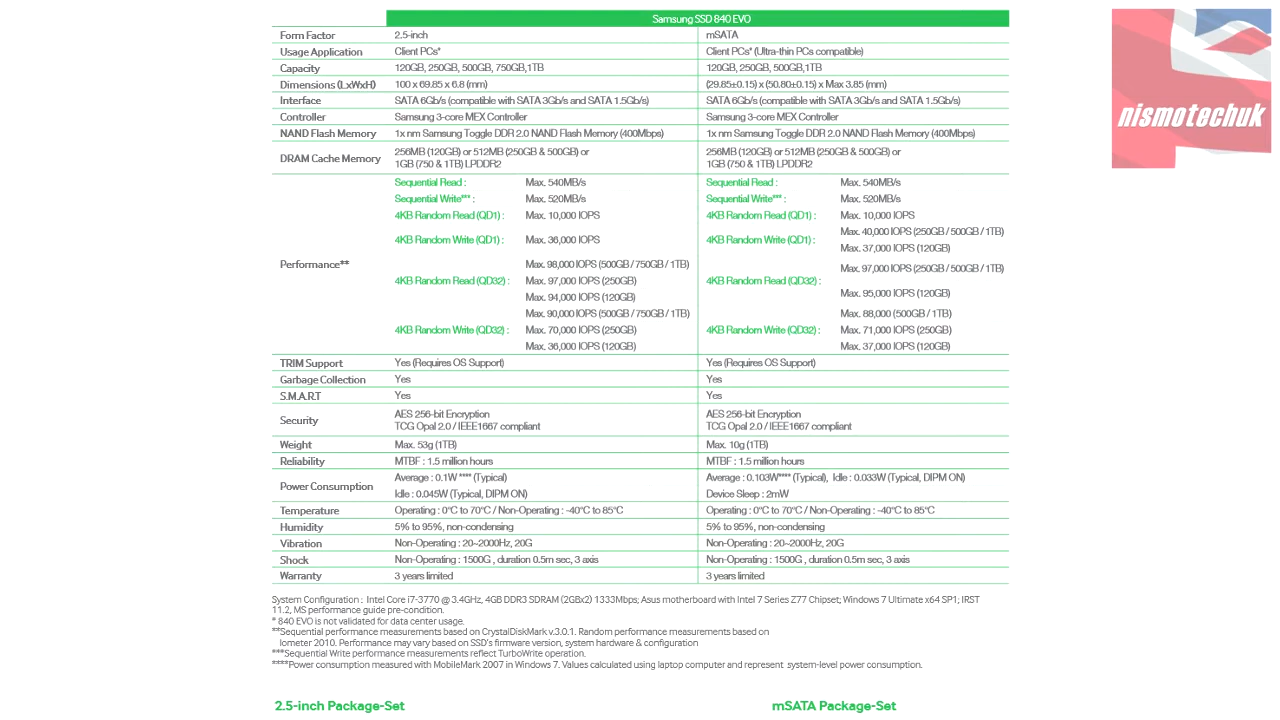 Samsung SSD 840 EVO
Form Factor 2.5-inch mSATA
Usage Application Client PCs* Client PCs* (Ultra-thin PCs compatible)
Capacity 120GB, 250GB, 500GB, 750GB,1TB 120GB, 250GB, 500GB,1TB
Dimensions (LxWxH) 100 x 69.85 x 6.8 (mm) (29.85±0.15) x (50.80±0.15) x Max 3.85 (mm)
Interface SATA 6Gb/s (compatible with SATA 3Gb/s and SATA 1.5Gb/s) SATA 6Gb/s (compatible with SATA 3Gb/s and SATA 1.5Gb/s)
Controller Samsung 3-core MEX Controller Samsung 3-core MEX Controller
NAND Flash Memory 1x nm Samsung Toggle DDR 2.0 NAND Flash Memory (400Mbps) 1x nm Samsung Toggle DDR 2.0 NAND Flash Memory (400Mbps)
DRAM Cache Memory
256MB (120GB) or 512MB (250GB & 500GB) or 256MB (120GB) or 512MB (250GB & 500GB) or
1GB (750 & 1TB) LPDDR2 1GB (750 & 1TB) LPDDR2
Performance**
Sequential Read : Max. 540MB/s Sequential Read : Max. 540MB/s
Sequential Write*** : Max. 520MB/s Sequential Write*** : Max. 520MB/s
4KB Random Read (QD1) : Max. 10,000 IOPS 4KB Random Read (QD1) : Max. 10,000 IOPS
4KB Random Write (QD1) : Max. 36,000 IOPS 4KB Random Write (QD1) : Max. 40,000 IOPS (250GB / 500GB / 1TB)
Max. 37,000 IOPS (120GB)
4KB Random Read (QD32) : Max. 98,000 IOPS (500GB / 750GB / 1TB) 4KB Random Read (QD32) : Max. 97,000 IOPS (250GB / 500GB / 1TB)
Max. 97,000 IOPS (250GB)
Max. 94,000 IOPS (120GB) Max. 95,000 IOPS (120GB)
4KB Random Write (QD32) : Max. 90,000 IOPS (500GB / 750GB / 1TB) 4KB Random Write (QD32) : Max. 88,000 (500GB / 1TB)
Max. 70,000 IOPS (250GB) Max. 71,000 IOPS (250GB)
Max. 36,000 IOPS (120GB) Max. 37,000 IOPS (120GB)
TRIM Support Yes (Requires OS Support) Yes (Requires OS Support)
Garbage Collection Yes Yes
S.M.A.R.T Yes Yes
Security
AES 256-bit Encryption AES 256-bit Encryption
TCG Opal 2.0 / IEEE1667 compliant TCG Opal 2.0 / IEEE1667 compliant
Weight Max. 53g (1TB) Max. 10g (1TB)
Reliability MTBF : 1.5 million hours MTBF : 1.5 million hours
Power Consumption
Average : 0.1W **** (Typical) Average : 0.103W**** (Typical), Idle : 0.033W (Typical, DIPM ON)
Idle : 0.045W (Typical, DIPM ON) Device Sleep : 2mW
Temperature Operating : 0°C to 70°C / Non-Operating : -40°C to 85°C Operating : 0°C to 70°C / Non-Operating : -40°C to 85°C
Humidity 5% to 95%, non-condensing 5% to 95%, non-condensing
Vibration Non-Operating : 20~2000Hz, 20G Non-Operating : 20~2000Hz, 20G
Shock Non-Operating : 1500G , duration 0.5m sec, 3 axis Non-Operating : 1500G , duration 0.5m sec, 3 axis
Warranty 3 years limited 3 years limited
System Configuration : Intel Core i7-3770 @ 3.4GHz, 4GB DDR3 SDRAM (2GBx2) 1333Mbps; Asus motherboard with Intel 7 Series Z77 Chipset; Windows 7 Ultimate x64 SP1; IRST
11.2, MS performance guide pre-condition.
* 840 EVO is not validated for data center usage.
**Sequential performance measurements based on CrystalDiskMark v.3.0.1. Random performance measurements based on
Iometer 2010. Performance may vary based on SSD's firmware version, system hardware & configuration
***Sequential Write performance measurements reflect TurboWrite operation.
****Power consumption measured with MobileMark 2007 in Windows 7. Values calculated using laptop computer and represent system-level power consumption.
2.5-inch Package-Set mSATA Package-Set
nismotechuk